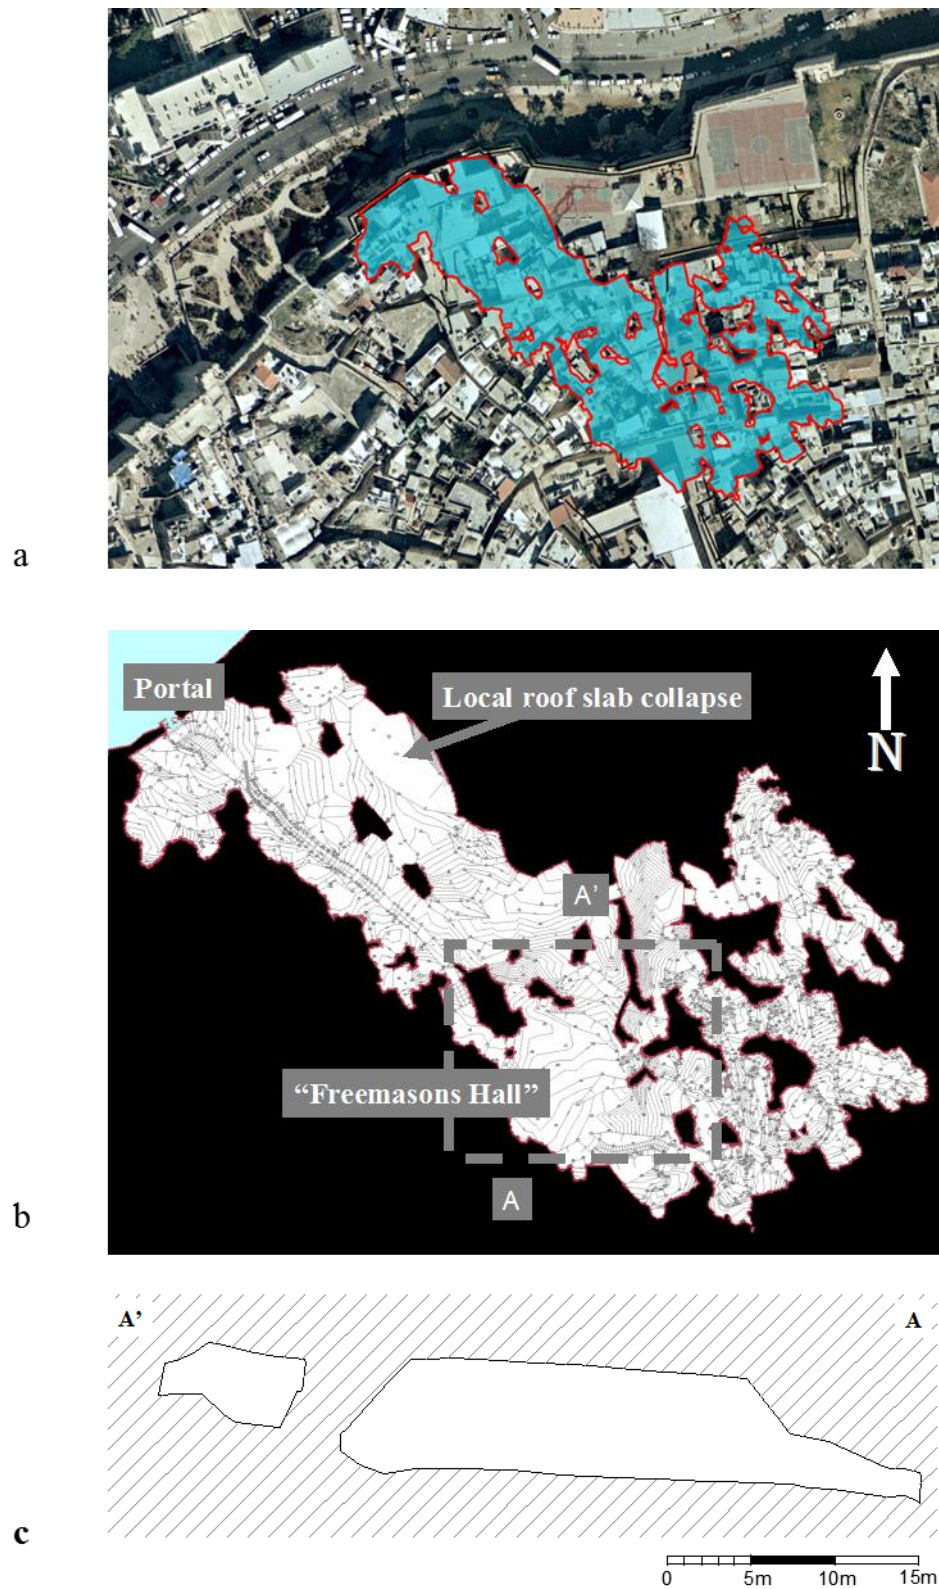 a
Portal
Local roof slab collapse
N
A'
"Freemasons Hall"
A
b
A’
A
c
0 5m 10m 15m